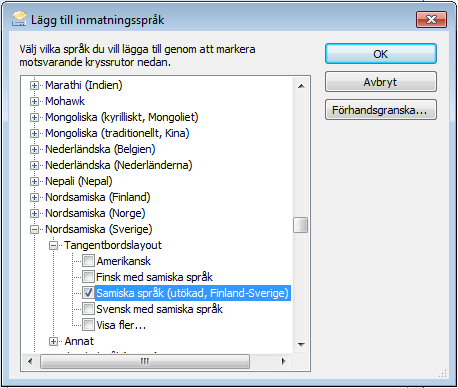 Lägg till inmatningsspråk
Välj vilka språk du vill lägga till genom att markera
motsvarande kryssrutor nedan.
OK
Avbryt
Förhandsgranska...
Marathi (Indien)
Mohawk
Mongoliska (kyrilliskt, Mongoliet)
Mongoliska (traditionellt, Kina)
Nederländska (Belgien)
Nederländska (Nederländerna)
Nepali (Nepal)
Nordsamiska (Finland)
Nordsamiska (Norge)
Nordsamiska (Sverige)
Tangentbordslayout
Amerikansk
Finsk med samiska språk
Samiska språk (utökad, Finland-Sverige)
Svensk med samiska språk
Visa fler...
Annat